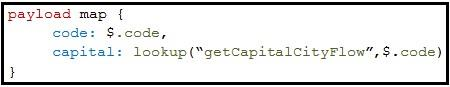 payload map {
code: $.code,
capital: lookup(“getCapitalCityFlow”,$.code)
}